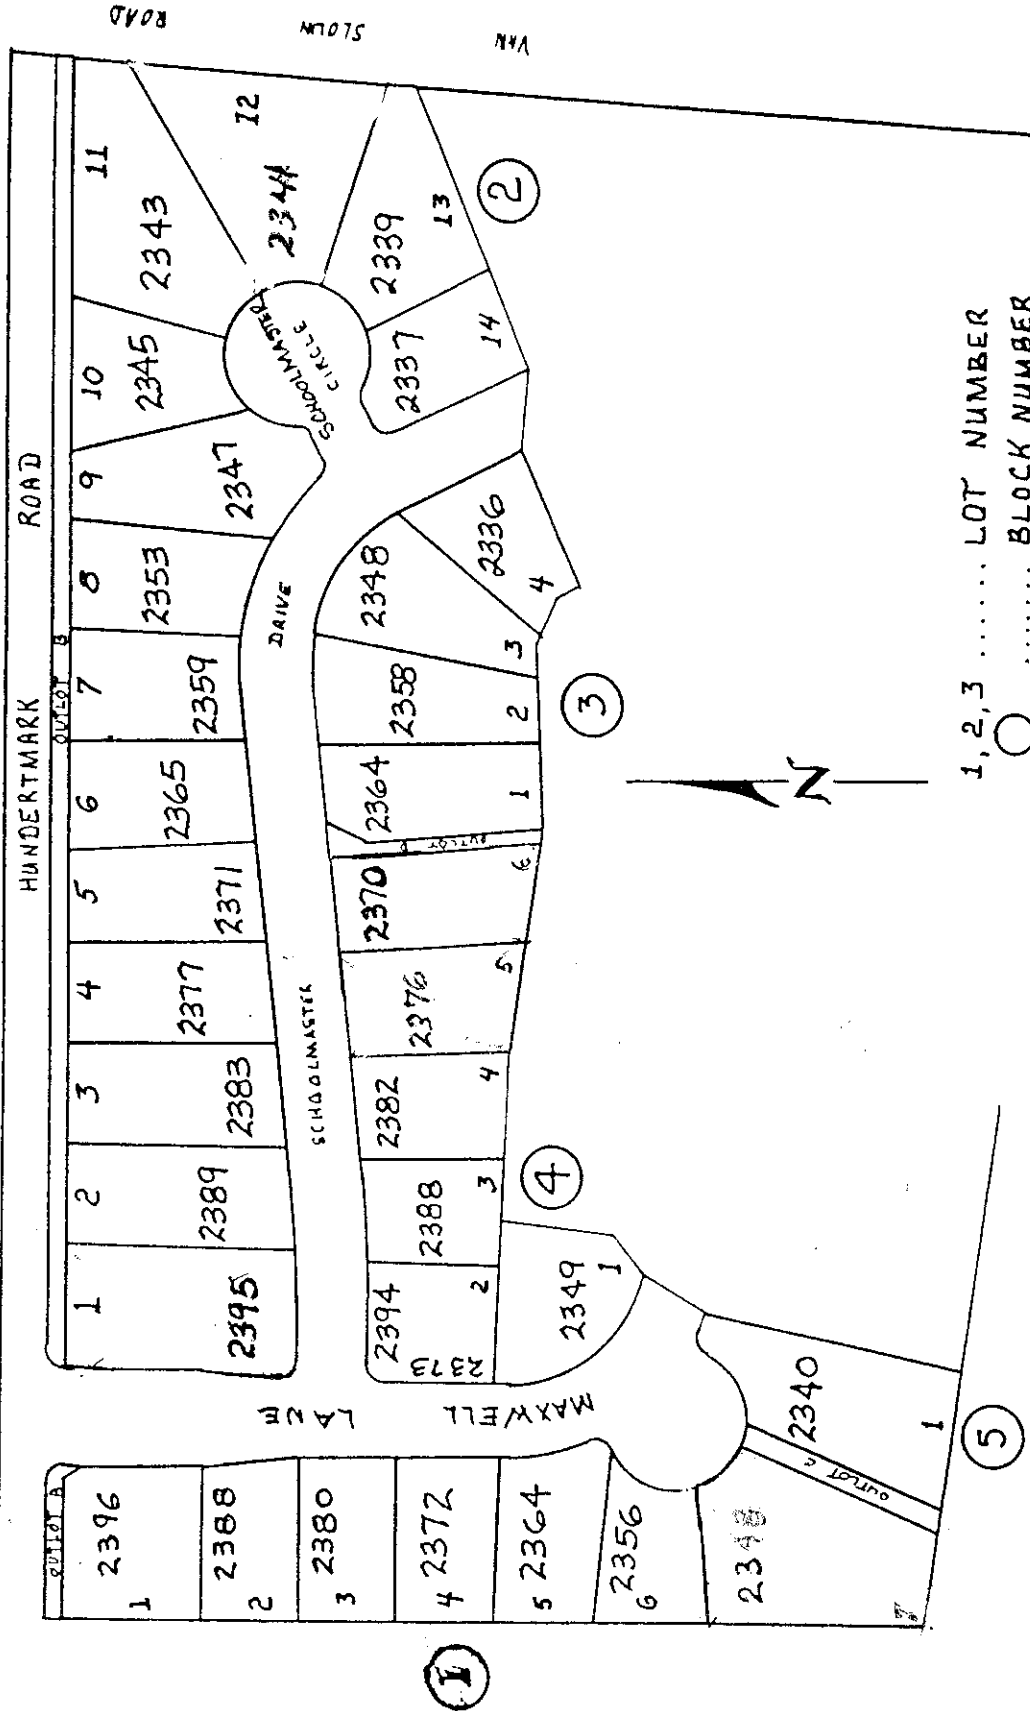 HUNDERTMARK ROAD
VAN SLOUN ROAD
OUTLOT A
OUTLOT B
1 2 3 4 5 6 7 8 9 10 11
2395 2389 2383 2377 2371 2365 2359 2353 2347 2345 2343
12
2341
SCHOOLMASTER CIRCLE
2339
13
2337
14
2
SCHOOLMASTER DRIVE
2394 2388 2382 2376 2370 2364 2358 2348 2336
2373
2 3 4 5 6
OUTLOT D
1 2 3 4
3
4
2349
1
MAXWELL LANE
2396
1
2388
2
2380
3
2372
4
2364
5
2356
6
7
1
OUTLOT C
2340
1
5
N
1,2,3 ....... LOT NUMBER
....... BLOCK NUMBER